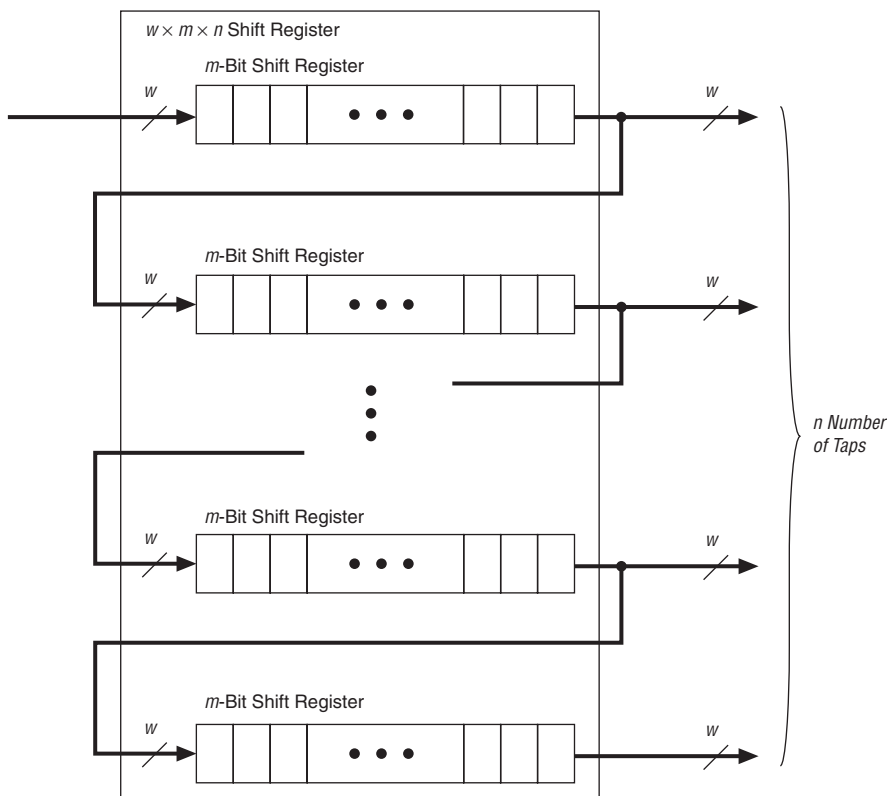 w × m × n Shift Register
m-Bit Shift Register
w
w
m-Bit Shift Register
w
w
n Number
of Taps
m-Bit Shift Register
w
w
m-Bit Shift Register
w
w